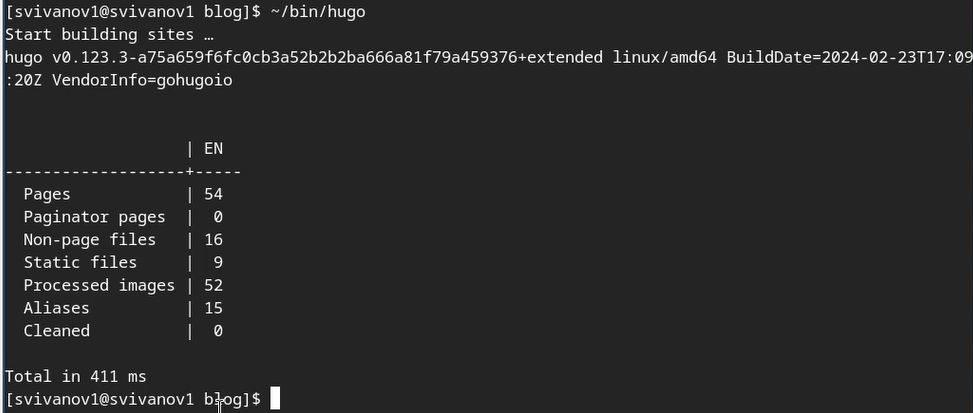 [svivanov1@svivanov1 blog]$ ~/bin/hugo
Start building sites …
hugo v0.123.3-a75a659f6fc0cb3a52b2b2ba666a81f79a459376+extended linux/amd64 BuildDate=2024-02-23T17:09
:20Z VendorInfo=gohugoio
                   | EN
-------------------+-----
  Pages            | 54
  Paginator pages  |  0
  Non-page files   | 16
  Static files     |  9
  Processed images | 52
  Aliases          | 15
  Cleaned          |  0
Total in 411 ms
[svivanov1@svivanov1 blog]$